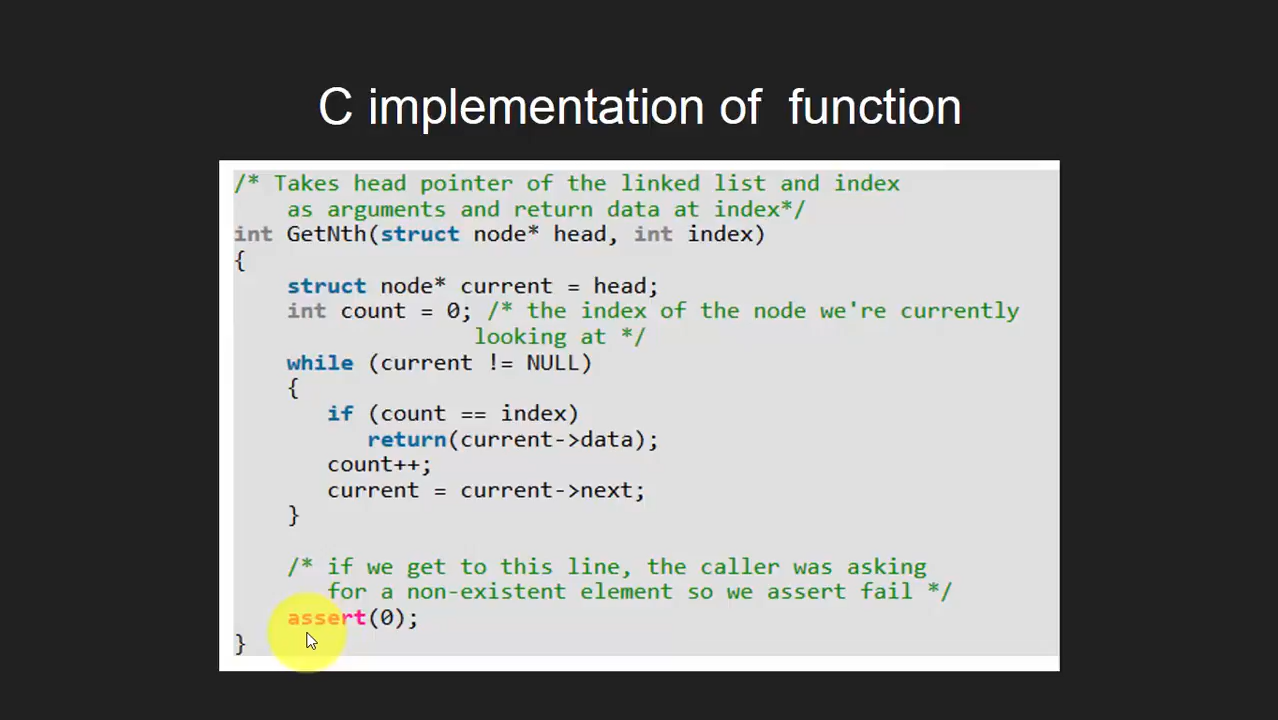 C implementation of  function
/* Takes head pointer of the linked list and index
    as arguments and return data at index*/
int GetNth(struct node* head, int index)
{
    struct node* current = head;
    int count = 0; /* the index of the node we're currently
                  looking at */
    while (current != NULL)
    {
       if (count == index)
          return(current->data);
       count++;
       current = current->next;
    }
    /* if we get to this line, the caller was asking
       for a non-existent element so we assert fail */
    assert(0);
}